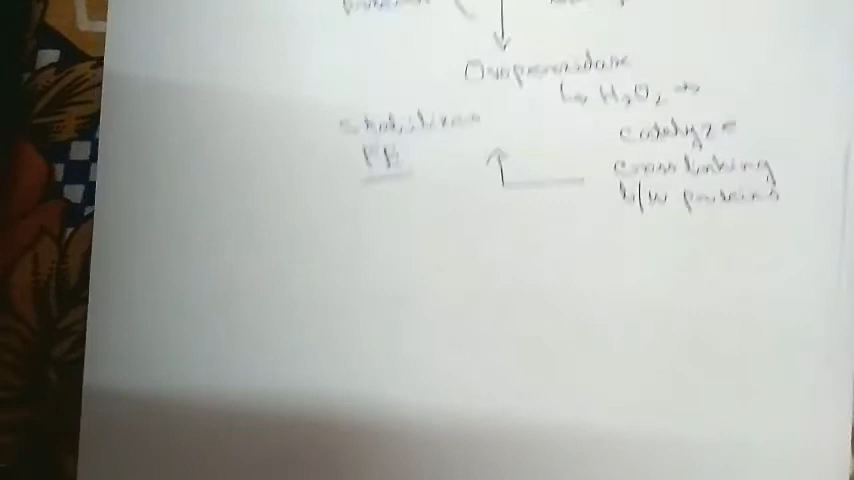 Ovoperoxidase
↳ H2O2 →
stabilizes
catalyze
FE
crosslinking
b/w proteins